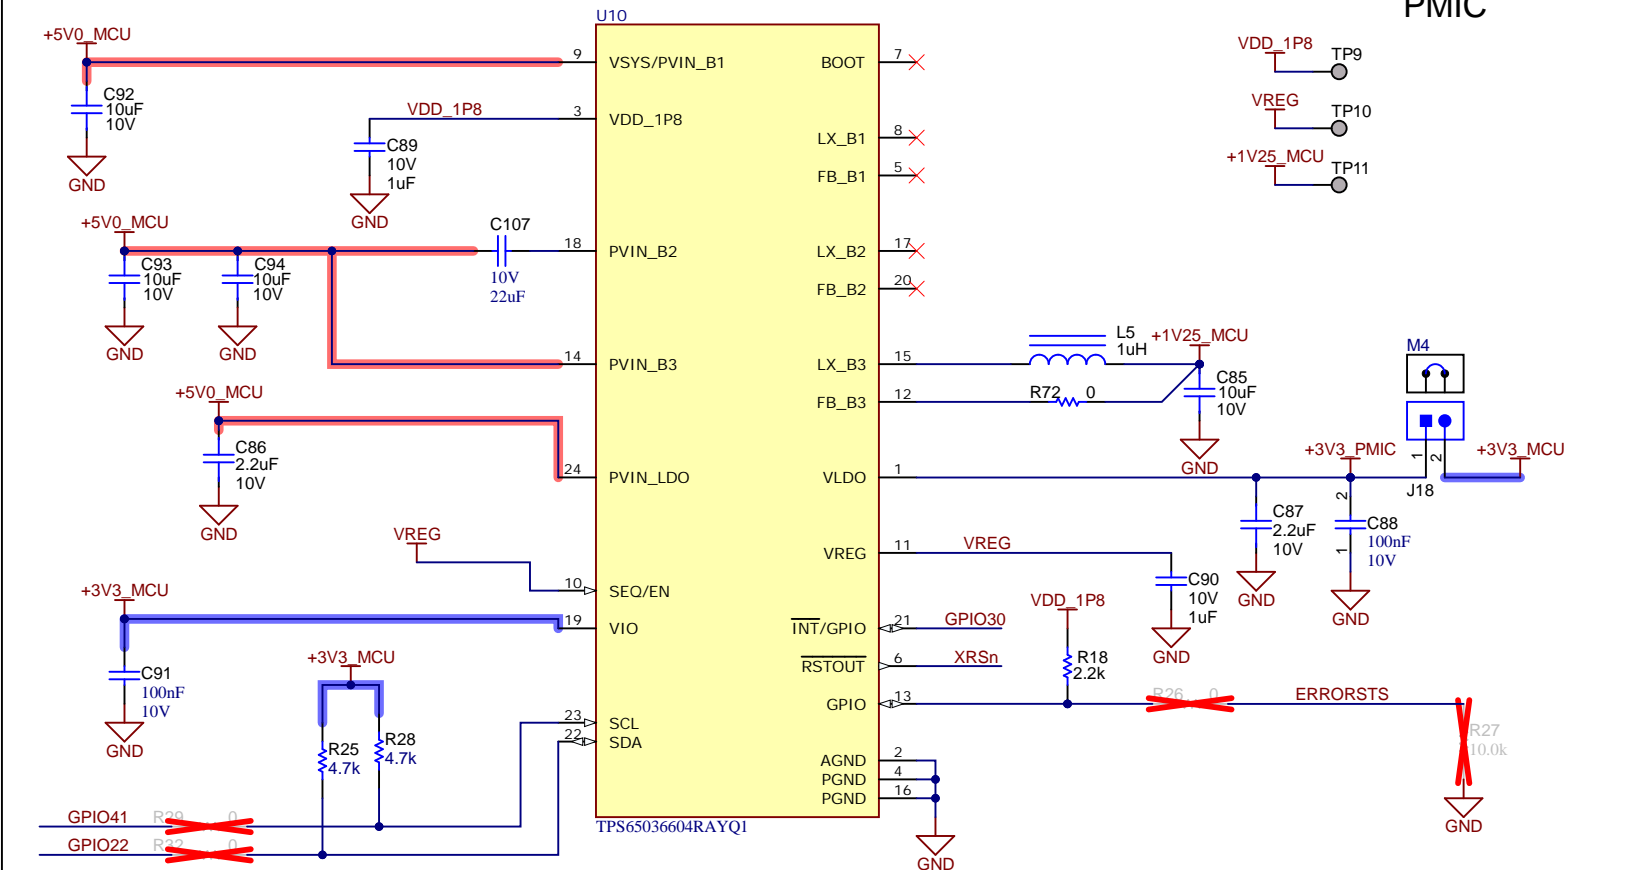 PMIC
U10
+5V0_MCU
9
VSYS/PVIN_B1
BOOT
7
C92
10uF
10V
GND
VDD_1P8
3
VDD_1P8
C89
10V
1uF
GND
LX_B1
8
FB_B1
5
VDD_1P8
TP9
VREG
TP10
+1V25_MCU
TP11
+5V0_MCU
C107
18
PVIN_B2
10V
22uF
C93
10uF
10V
GND
C94
10uF
10V
GND
LX_B2
17
FB_B2
20
14
PVIN_B3
LX_B3
15
L5
1uH
+1V25_MCU
FB_B3
12
R72
0
C85
10uF
10V
GND
M4
+5V0_MCU
C86
2.2uF
10V
GND
24
PVIN_LDO
VLDO
1
+3V3_PMIC
1
2
J18
+3V3_MCU
C87
2.2uF
10V
GND
2
C88
100nF
10V
1
GND
VREG
10
SEQ/EN
VREG
11
VREG
C90
10V
1uF
GND
+3V3_MCU
19
VIO
C91
100nF
10V
GND
INT/GPIO
21
GPIO30
RSTOUT
6
XRSn
VDD_1P8
R18
2.2k
GPIO
13
R26
0
ERRORSTS
R27
10.0k
GND
+3V3_MCU
R25
4.7k
R28
4.7k
23
SCL
22
SDA
AGND
2
PGND
4
PGND
16
GND
GPIO41
R29
0
GPIO22
R32
0
TPS65036604RAYQ1